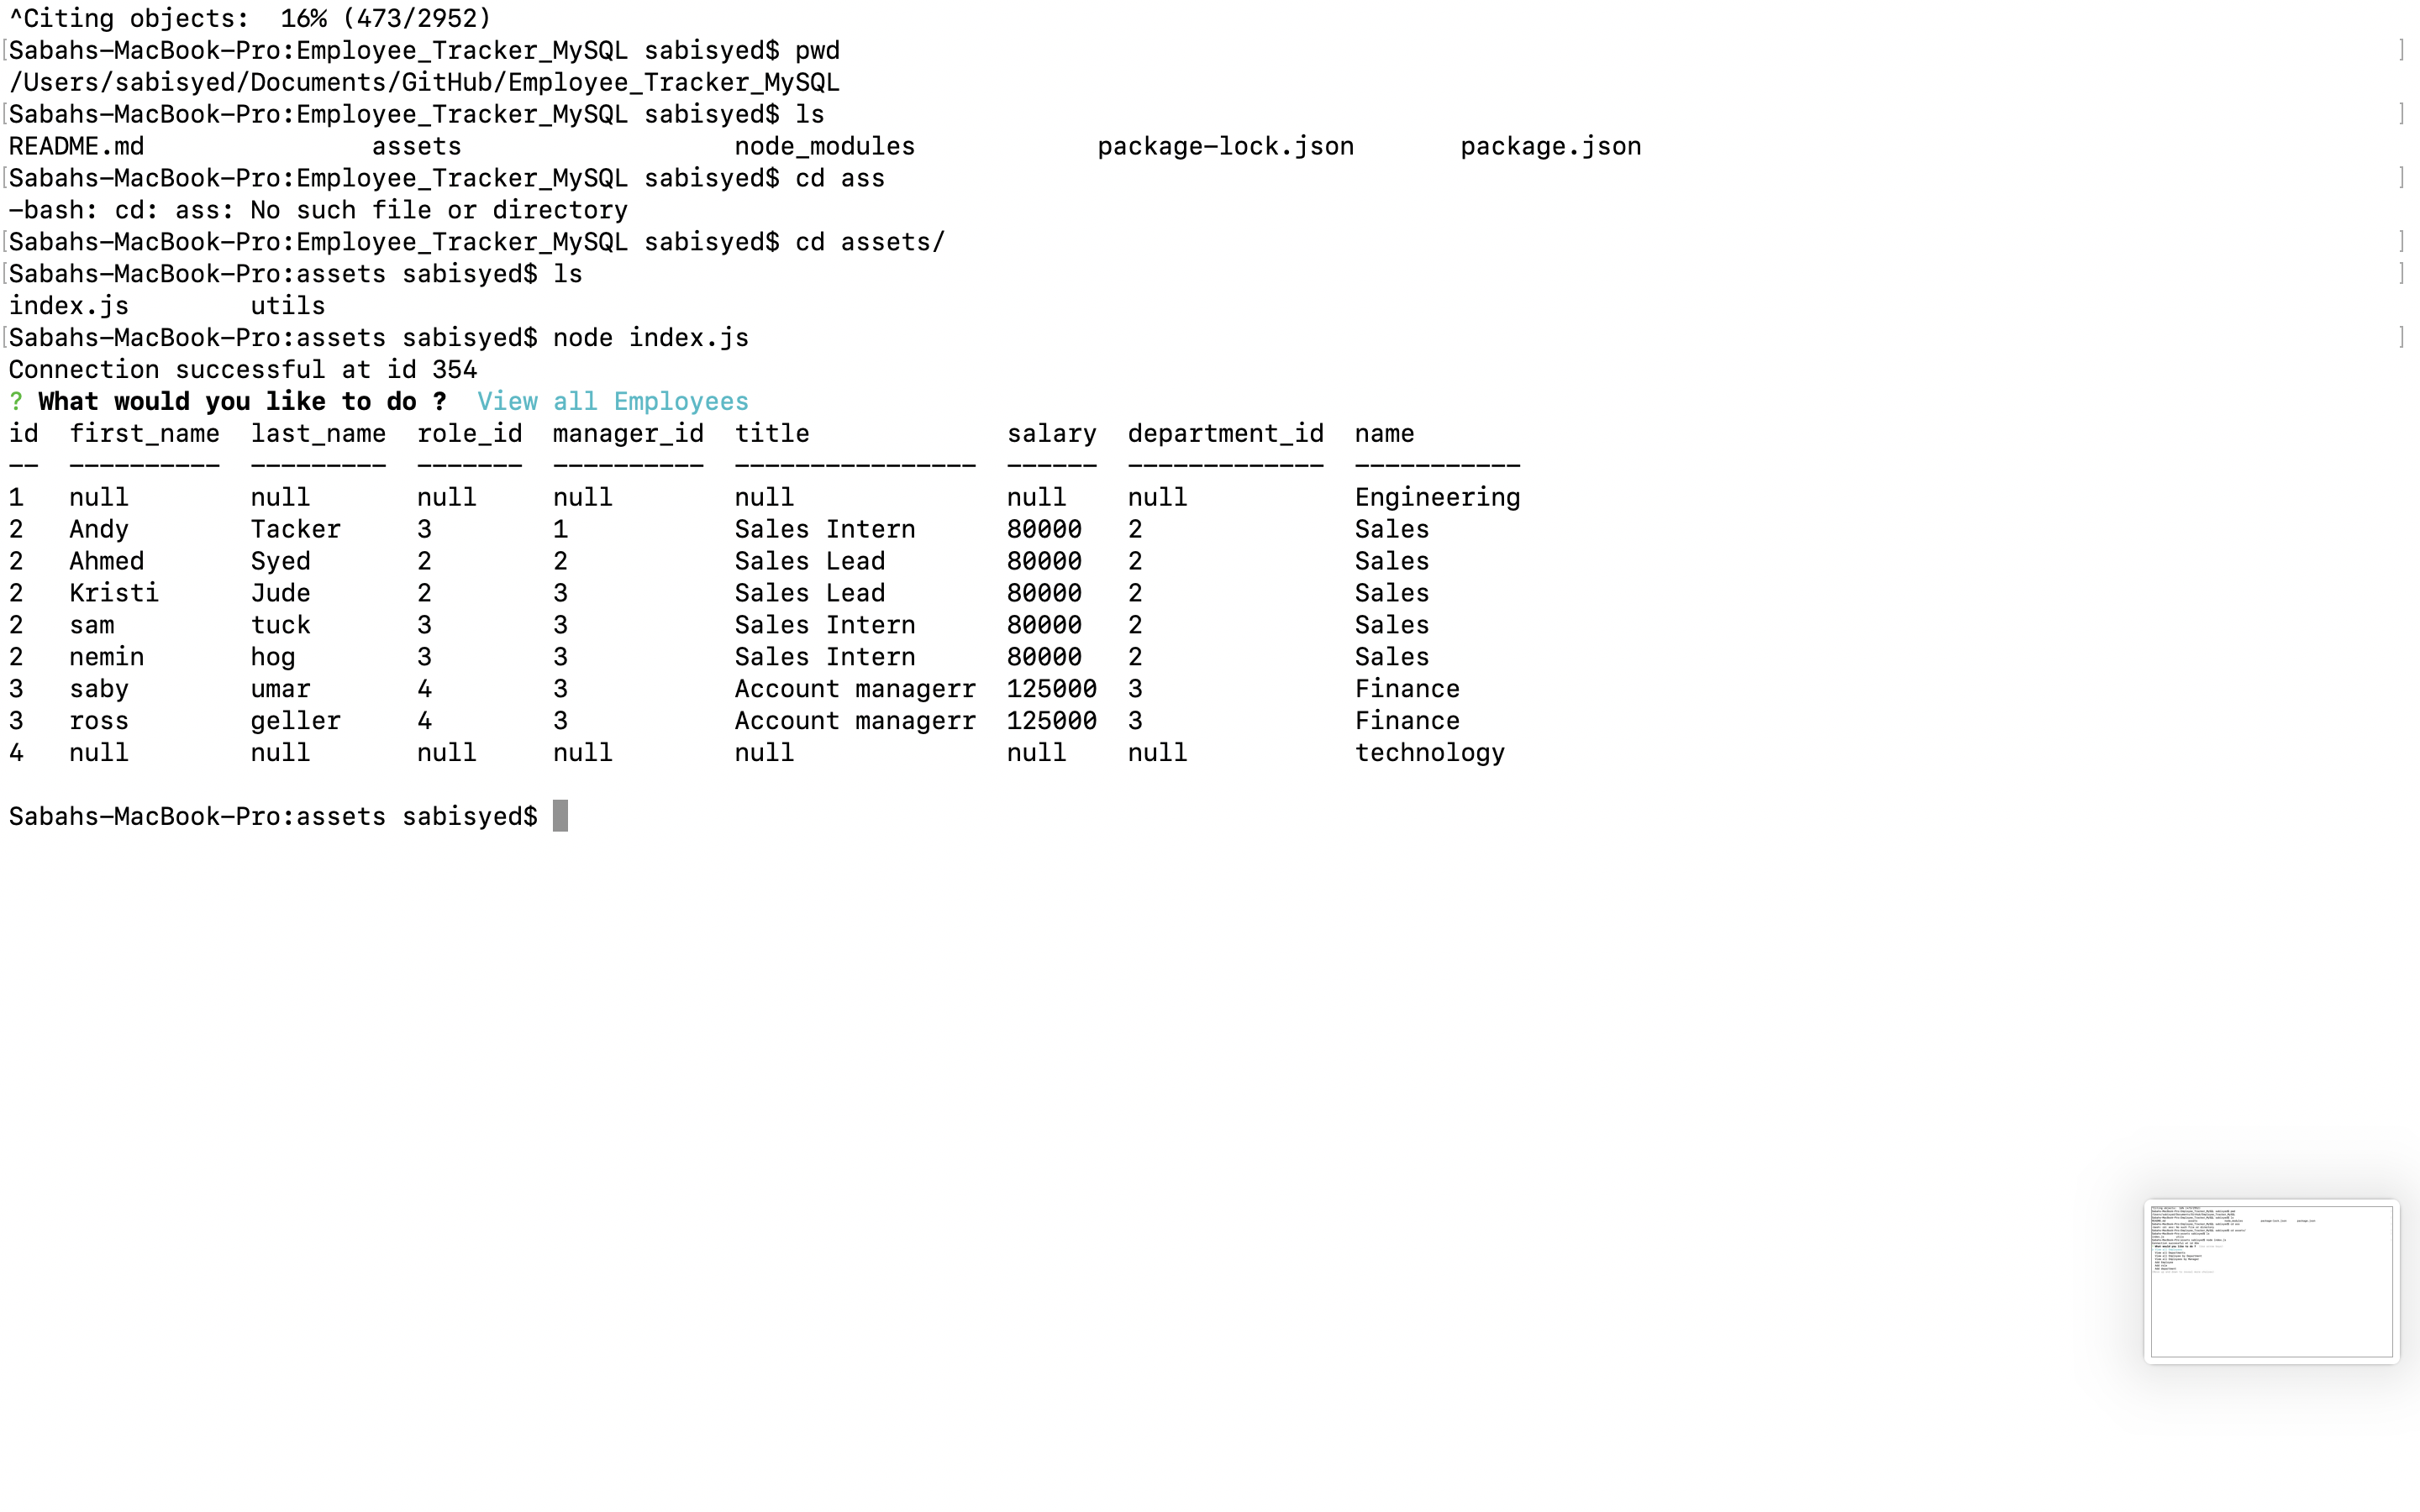 ^Citing objects:  16% (473/2952)
[Sabahs-MacBook-Pro:Employee_Tracker_MySQL sabisyed$ pwd ]
/Users/sabisyed/Documents/GitHub/Employee_Tracker_MySQL
[Sabahs-MacBook-Pro:Employee_Tracker_MySQL sabisyed$ ls ]
README.md assets node_modules package-lock.json package.json
[Sabahs-MacBook-Pro:Employee_Tracker_MySQL sabisyed$ cd ass ]
-bash: cd: ass: No such file or directory
[Sabahs-MacBook-Pro:Employee_Tracker_MySQL sabisyed$ cd assets/ ]
[Sabahs-MacBook-Pro:assets sabisyed$ ls ]
index.js utils
[Sabahs-MacBook-Pro:assets sabisyed$ node index.js ]
Connection successful at id 354
? What would you like to do ?  View all Employees
id  first_name  last_name  role_id  manager_id  title             salary  department_id  name
--  ----------  ---------  -------  ----------  ----------------  ------  -------------  -----------
1   null        null       null     null        null              null    null           Engineering
2   Andy        Tacker     3        1           Sales Intern      80000   2              Sales
2   Ahmed       Syed       2        2           Sales Lead        80000   2              Sales
2   Kristi      Jude       2        3           Sales Lead        80000   2              Sales
2   sam         tuck       3        3           Sales Intern      80000   2              Sales
2   nemin       hog        3        3           Sales Intern      80000   2              Sales
3   saby        umar       4        3           Account managerr  125000  3              Finance
3   ross        geller     4        3           Account managerr  125000  3              Finance
4   null        null       null     null        null              null    null           technology
Sabahs-MacBook-Pro:assets sabisyed$